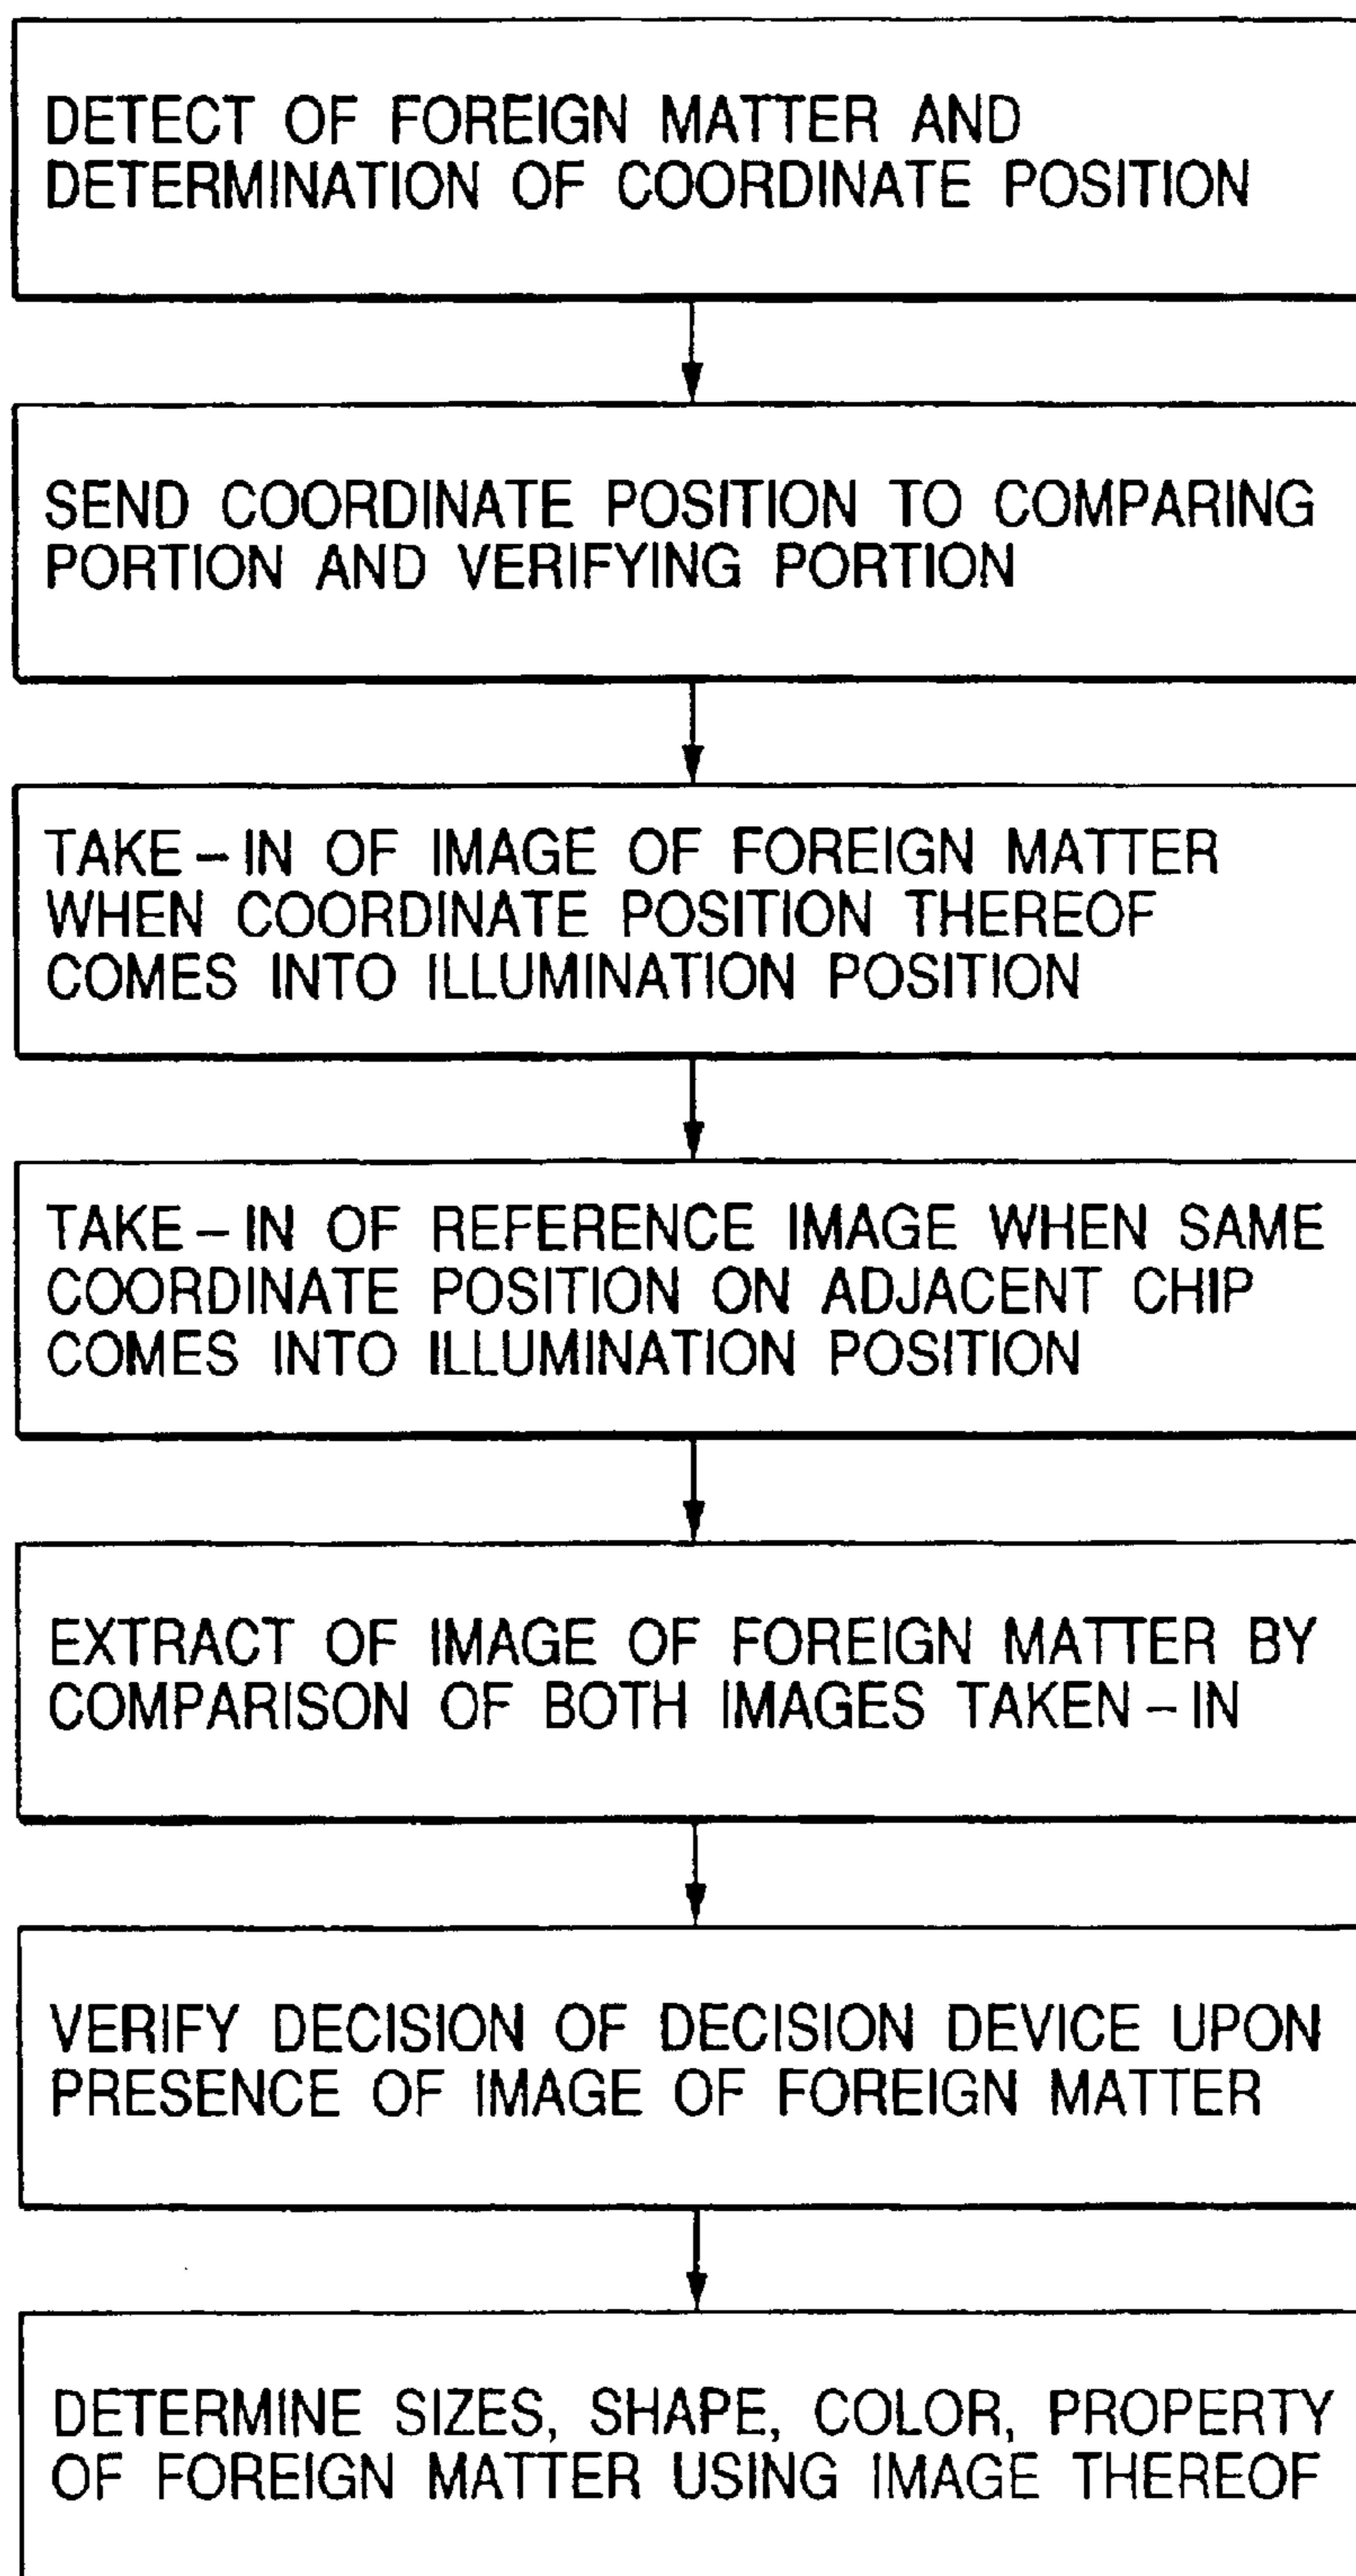 DETECT OF FOREIGN MATTER AND
DETERMINATION OF COORDINATE POSITION
SEND COORDINATE POSITION TO COMPARING
PORTION AND VERIFYING PORTION
TAKE-IN OF IMAGE OF FOREIGN MATTER
WHEN COORDINATE POSITION THEREOF
COMES INTO ILLUMINATION POSITION
TAKE-IN OF REFERENCE IMAGE WHEN SAME
COORDINATE POSITION ON ADJACENT CHIP
COMES INTO ILLUMINATION POSITION
EXTRACT OF IMAGE OF FOREIGN MATTER BY
COMPARISON OF BOTH IMAGES TAKEN-IN
VERIFY DECISION OF DECISION DEVICE UPON
PRESENCE OF IMAGE OF FOREIGN MATTER
DETERMINE SIZES, SHAPE, COLOR, PROPERTY
OF FOREIGN MATTER USING IMAGE THEREOF